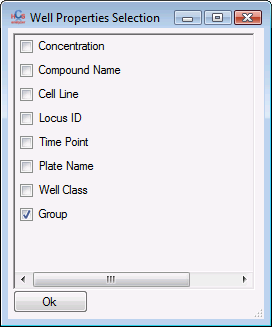 Well Properties Selection
Concentration
Compound Name
Cell Line
Locus ID
Time Point
Plate Name
Well Class
Group
Ok